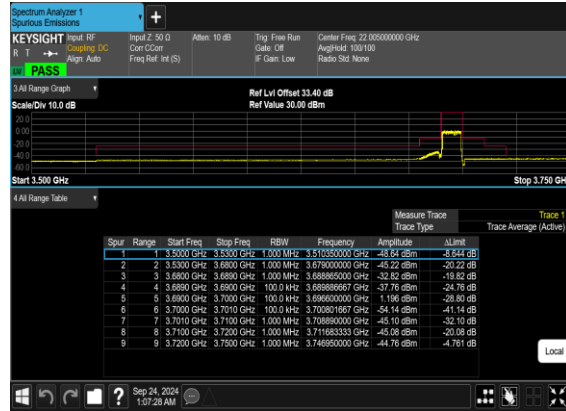 Spectrum Analyzer 1
Spurious Emissions
KEYSIGHT Input: RF Input Z: 50 Ω Atten: 10 dB Trig: Free Run Center Freq: 22.005000000 GHz
R T Coupling: DC Corr CCorr Gate: Off Avg|Hold: 100/100
Align: Auto Freq Ref: Int (S) IF Gain: Low Radio Std: None
PASS
3 All Range Graph
Ref Lvl Offset 33.40 dB
Scale/Div 10.0 dB Ref Value 30.00 dBm
20.0
0.00
-20.0
-40.0
-60.0
Start 3.500 GHz Stop 3.750 GH
4 All Range Table
Measure Trace Trace 1
Trace Type Trace Average (Active)
Spur Range Start Freq Stop Freq RBW Frequency Amplitude ΔLimit
1 1 3.5000 GHz 3.5300 GHz 1.000 MHz 3.510350000 GHz -48.64 dBm -8.644 dB
2 2 3.5300 GHz 3.6800 GHz 1.000 MHz 3.679000000 GHz -45.22 dBm -20.22 dB
3 3 3.6800 GHz 3.6890 GHz 1.000 MHz 3.688865000 GHz -32.82 dBm -19.82 dB
4 4 3.6890 GHz 3.6900 GHz 100.0 kHz 3.689886667 GHz -37.76 dBm -24.76 dB
5 5 3.6900 GHz 3.7000 GHz 100.0 kHz 3.696600000 GHz 1.196 dBm -28.80 dB
6 6 3.7000 GHz 3.7010 GHz 100.0 kHz 3.700801667 GHz -54.14 dBm -41.14 dB
7 7 3.7010 GHz 3.7100 GHz 1.000 MHz 3.708890000 GHz -45.10 dBm -32.10 dB
8 8 3.7100 GHz 3.7200 GHz 1.000 MHz 3.711683333 GHz -45.08 dBm -20.08 dB
9 9 3.7200 GHz 3.7500 GHz 1.000 MHz 3.746950000 GHz -44.76 dBm -4.761 dB
Local
? Sep 24, 2024
1:07:28 AM